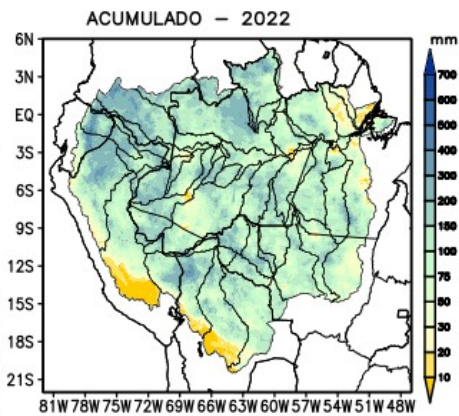 ACUMULADO – 2022
6N
3N
EQ
3S
6S
9S
12S
15S
18S
21S
81W 78W 75W 72W 69W 66W 63W 60W 57W 54W 51W 48W
mm
700
600
500
400
300
200
150
100
75
50
30
20
10